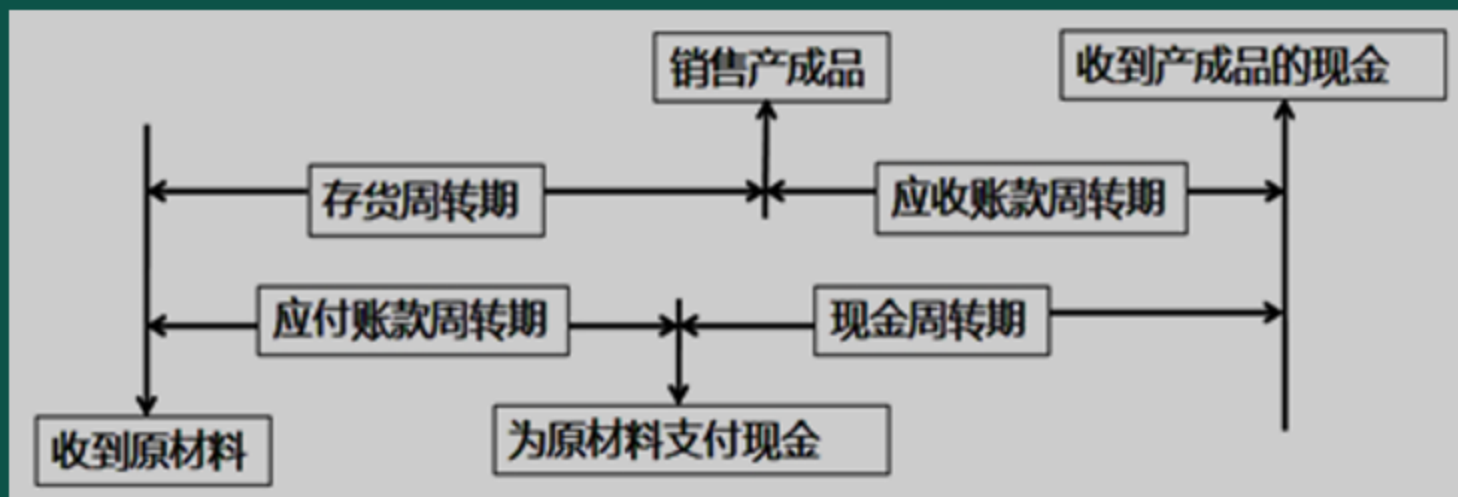 销售产成品
收到产成品的现金
存货周转期
应收账款周转期
应付账款周转期
现金周转期
收到原材料
为原材料支付现金